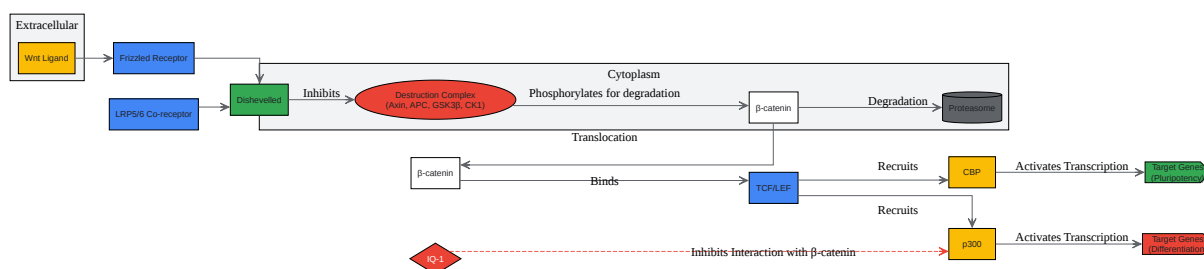 Extracellular
Wnt Ligand
Frizzled Receptor
LRP5/6 Co-receptor
Dishevelled
Inhibits
Cytoplasm
Destruction Complex
(Axin, APC, GSK3β, CK1)
Phosphorylates for degradation
β-catenin
Degradation
Proteasome
Translocation
β-catenin
Binds
TCF/LEF
Recruits
CBP
Activates Transcription
Target Genes
(Pluripotency)
Recruits
IQ-1
Inhibits Interaction with β-catenin
p300
Activates Transcription
Target Genes
(Differentiation)